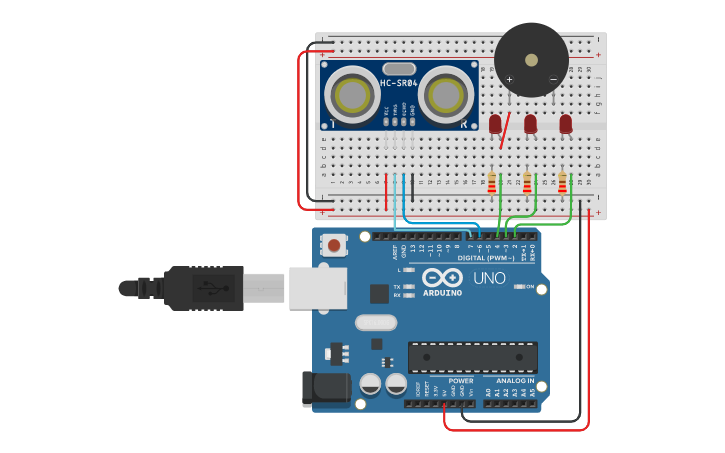 HC-SR04
VCC
TRIG
ECHO
GND
T
R
AREF
GND
13
12
~11
~10
~9
8
7
~6
~5
4
~3
2
TX→1
RX←0
DIGITAL (PWM~)
L
TX
RX
UNO
ARDUINO
ON
POWER
ANALOG IN
IOREF
RESET
3.3V
5V
GND
GND
Vin
A0
A1
A2
A3
A4
A5